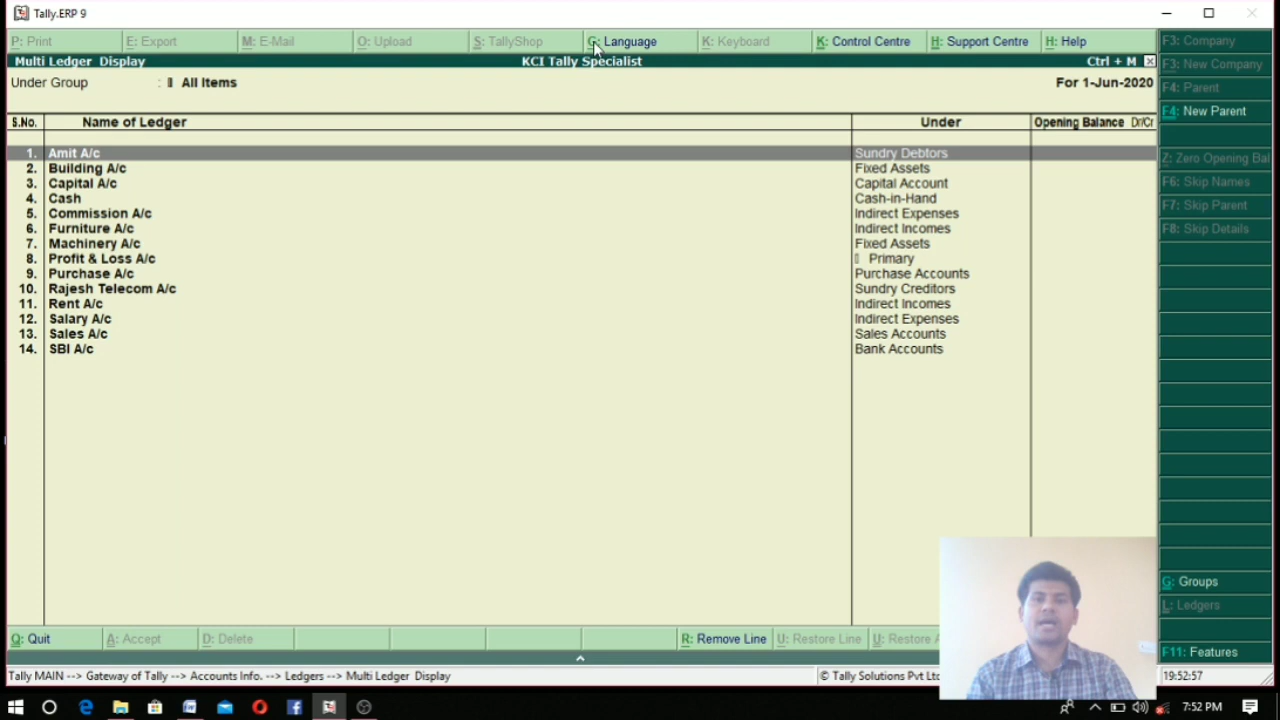 Tally.ERP 9
P: Print E: Export M: E-Mail O: Upload S: TallyShop G: Language K: Keyboard K: Control Centre H: Support Centre H: Help
F3: Company
Multi Ledger Display KCI Tally Specialist Ctrl + M
F3: New Company
Under Group : All Items For 1-Jun-2020
F4: Parent
F4: New Parent
S.No. Name of Ledger Under Opening Balance Dr/Cr
1. Amit A/c Sundry Debtors
Z: Zero Opening Bal
2. Building A/c Fixed Assets
3. Capital A/c Capital Account
F6: Skip Names
4. Cash Cash-in-Hand
F7: Skip Parent
5. Commission A/c Indirect Expenses
6. Furniture A/c Indirect Incomes
F8: Skip Details
7. Machinery A/c Fixed Assets
8. Profit & Loss A/c Primary
9. Purchase A/c Purchase Accounts
10. Rajesh Telecom A/c Sundry Creditors
11. Rent A/c Indirect Incomes
12. Salary A/c Indirect Expenses
13. Sales A/c Sales Accounts
14. SBI A/c Bank Accounts
G: Groups
L: Ledgers
Q: Quit A: Accept D: Delete R: Remove Line U: Restore Line U: Restore
F11: Features
Tally MAIN --> Gateway of Tally --> Accounts Info. --> Ledgers --> Multi Ledger Display © Tally Solutions Pvt Ltd 19:52:57
7:52 PM